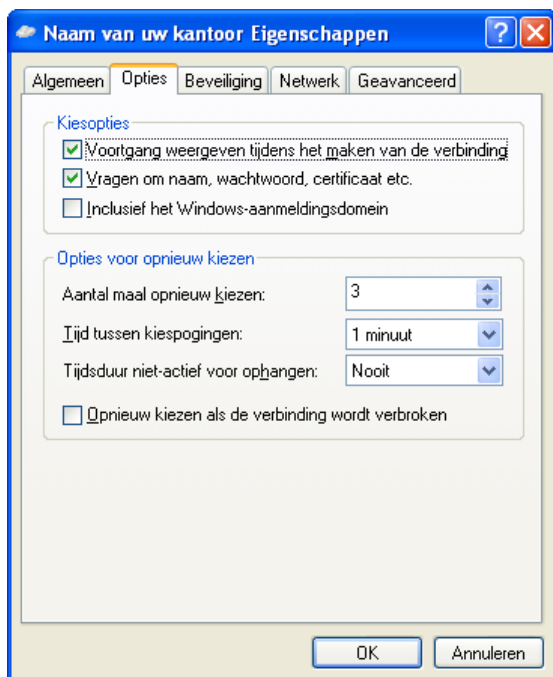 Naam van uw kantoor Eigenschappen
Algemeen Opties Beveiliging Netwerk Geavanceerd
Kiesopties
Voortgang weergeven tijdens het maken van de verbinding
Vragen om naam, wachtwoord, certificaat etc.
Inclusief het Windows-aanmeldingsdomein
Opties voor opnieuw kiezen
Aantal maal opnieuw kiezen: 3
Tijd tussen kiespogingen: 1 minuut
Tijdsduur niet-actief voor ophangen: Nooit
Opnieuw kiezen als de verbinding wordt verbroken
OK Annuleren